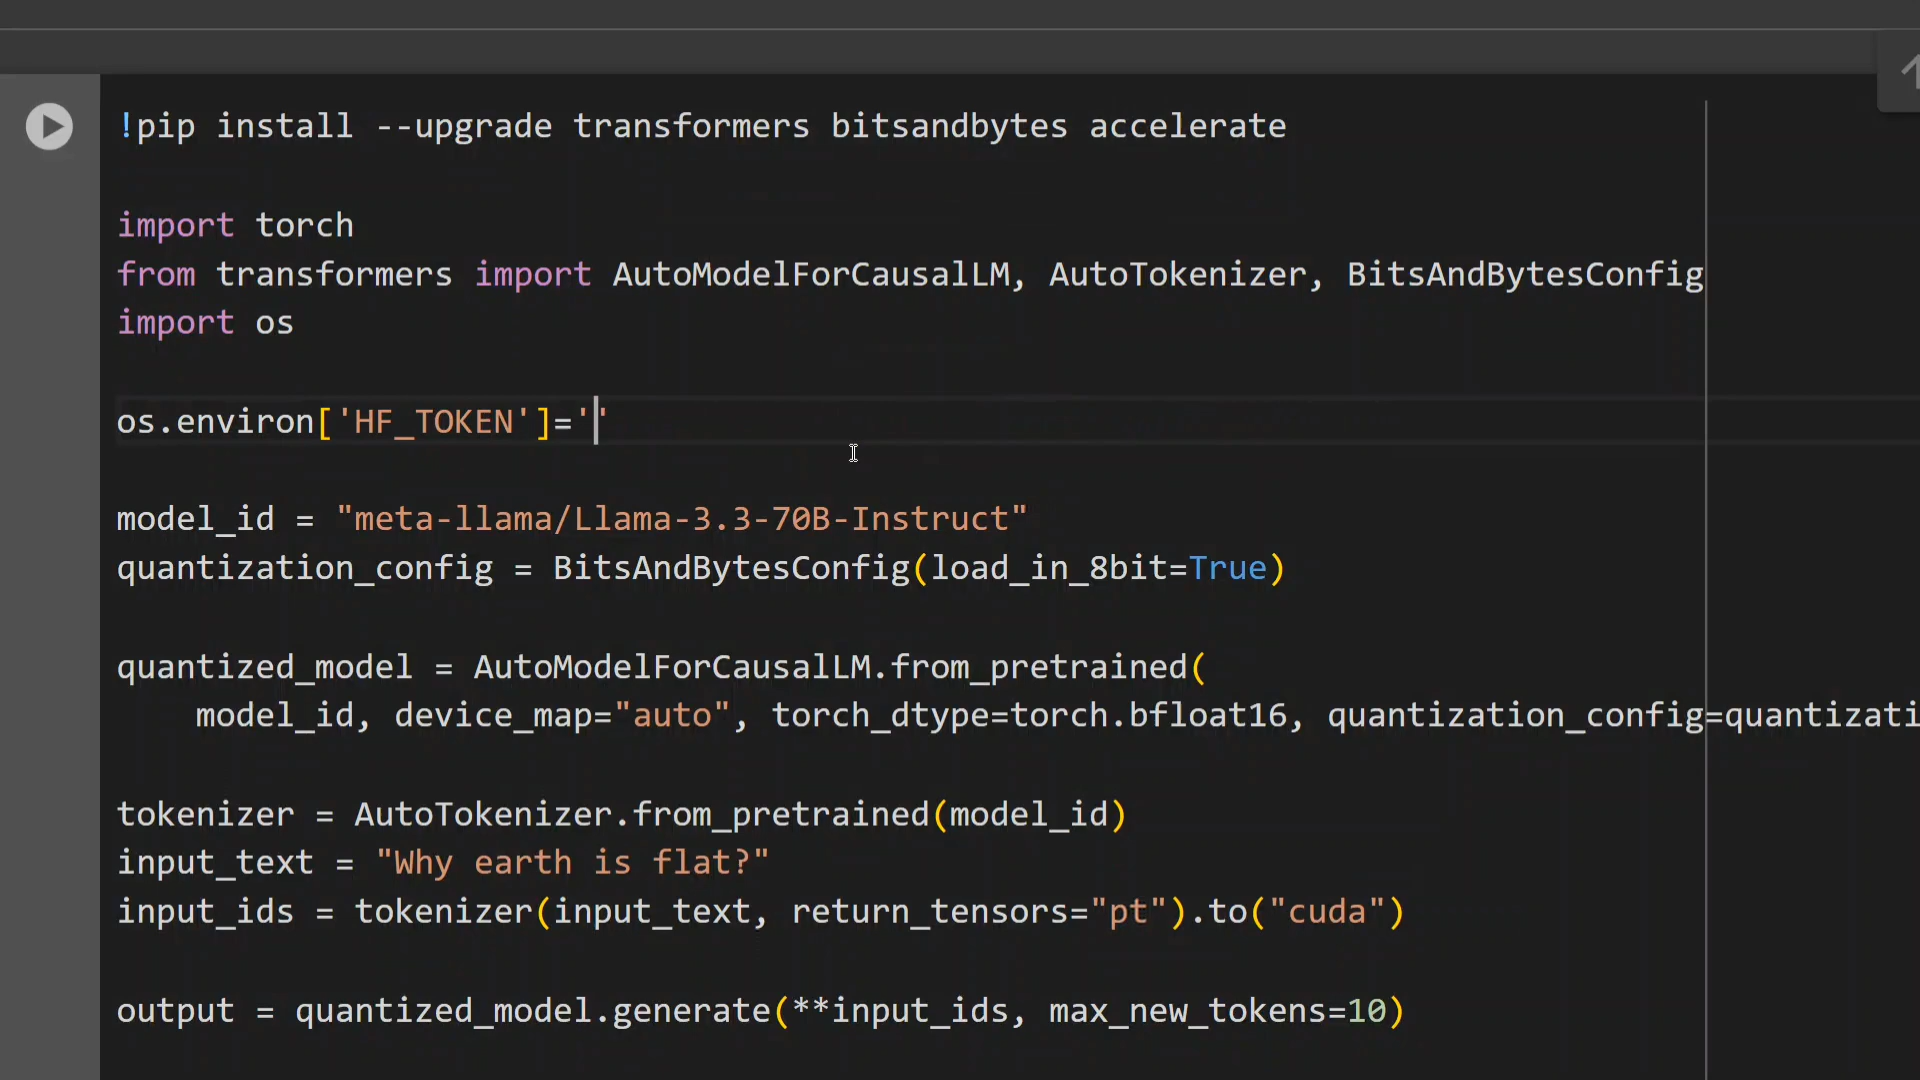 !pip install --upgrade transformers bitsandbytes accelerate
import torch
from transformers import AutoModelForCausalLM, AutoTokenizer, BitsAndBytesConfig
import os
os.environ['HF_TOKEN']=''
model_id = "meta-llama/Llama-3.3-70B-Instruct"
quantization_config = BitsAndBytesConfig(load_in_8bit=True)
quantized_model = AutoModelForCausalLM.from_pretrained(
    model_id, device_map="auto", torch_dtype=torch.bfloat16, quantization_config=quantizati
tokenizer = AutoTokenizer.from_pretrained(model_id)
input_text = "Why earth is flat?"
input_ids = tokenizer(input_text, return_tensors="pt").to("cuda")
output = quantized_model.generate(**input_ids, max_new_tokens=10)